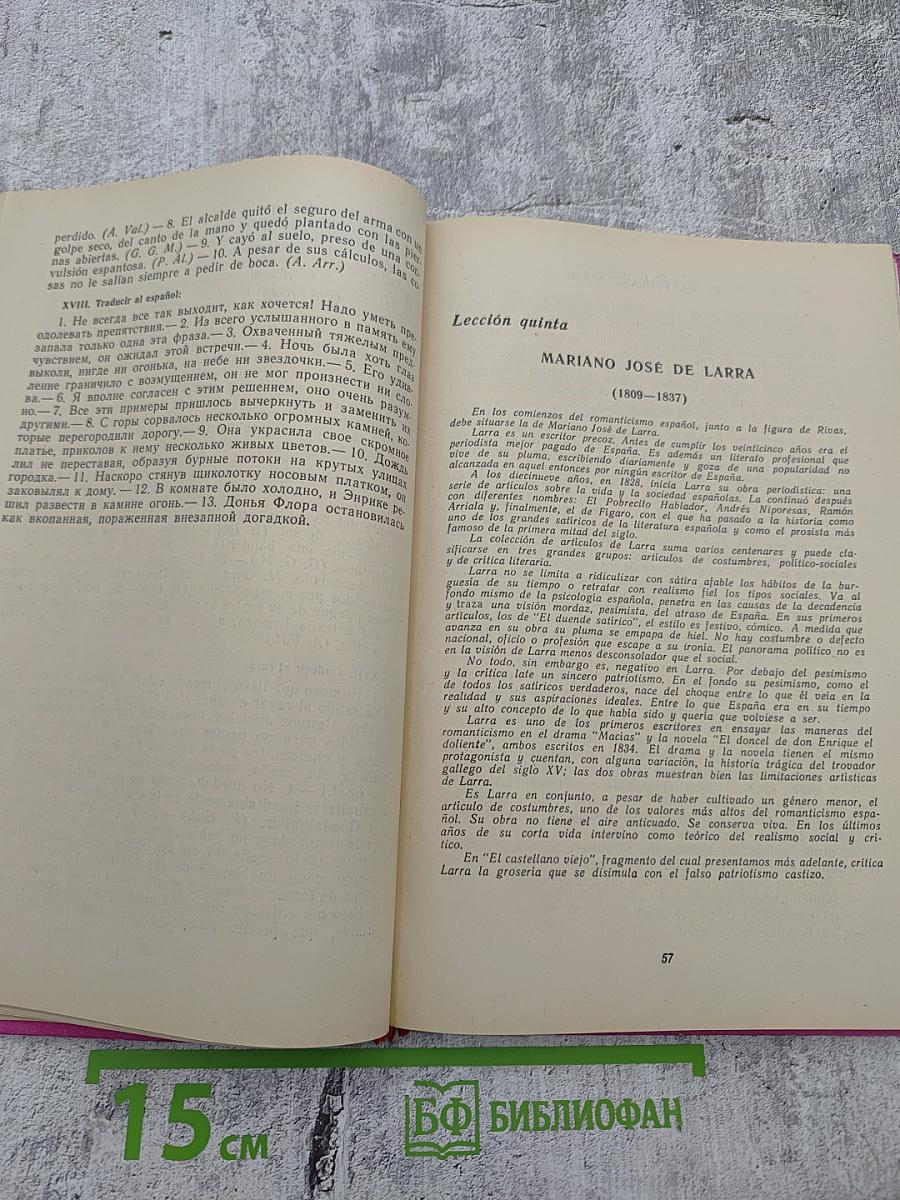 perdido. (A. Val.) — 8. El alcalde quitó el seguro del arma con un
golpe seco, del canto de la mano y quedó plantado con las pier-
nas abiertas. (G. G. M.) — 9. Y cayó al suelo, preso de una con-
vulsión espantosa. (P. Al.) — 10. A pesar de sus cálculos, las co-
sas no le salían siempre a pedir de boca. (A. Arr.)
XVIII. Traducir al español:
1. Не всегда все так выходит, как хочется! Надо уметь пре-
одолевать препятствия.— 2. Из всего услышанного в память ему
запала только одна эта фраза.— 3. Охваченный тяжелым пред-
чувствием, он ожидал этой встречи.— 4. Ночь была хоть глаз
выколи, нигде ни огонька, на небе ни звездочки.— 5. Его удив-
ление граничило с возмущением, он не мог произнести ни сло-
ва.— 6. Я вполне согласен с этим решением, оно очень разум-
но.— 7. Все эти примеры пришлось вычеркнуть и заменить их
другими.— 8. С горы сорвалось несколько огромных камней, ко-
торые перегородили дорогу.— 9. Она украсила свое скромное
платье, приколов к нему несколько живых цветов.— 10. Дождь
лил не переставая, образуя бурные потоки на крутых улицах
городка.— 11. Наскоро стянув щиколотку носовым платком, он
заковылял к дому. — 12. В комнате было холодно, и Энрике ре-
шил развести в камине огонь.— 13. Донья Флора остановилась
как вкопанная, пораженная внезапной догадкой.
Lección quinta
MARIANO JOSÉ DE LARRA
(1809—1837)
En los comienzos del romanticismo español, junto a la figura de Rivas,
debe situarse la de Mariano José de Larra.
Larra es un escritor precoz. Antes de cumplir los veinticinco años era el
periodista mejor pagado de España. Es además un literato profesional que
vive de su pluma, escribiendo diariamente y goza de una popularidad no
alcanzada en aquel entonces por ningún escritor de España.
A los diecinueve años, en 1828, inicia Larra su obra periodística: una
serie de artículos sobre la vida y la sociedad españolas. La continuó después
con diferentes nombres: El Pobrecito Hablador, Andrés Niporesas, Ramón
Arriala y, finalmente, el de Fígaro, con el que ha pasado a la historia como
uno de los grandes satíricos de la literatura española y como el prosista más
famoso de la primera mitad del siglo.
La colección de artículos de Larra suma varios centenares y puede cla-
sificarse en tres grandes grupos: artículos de costumbres, político-sociales
y de crítica literaria.
Larra no se limita a ridiculizar con sátira afable los hábitos de la bur-
guesía de su tiempo o retratar con realismo fiel los tipos sociales. Va al
fondo mismo de la psicología española, penetra en las causas de la decadencia
y traza una visión mordaz, pesimista, del atraso de España. En sus primeros
artículos, los de "El duende satírico", el estilo es festivo, cómico. A medida que
avanza en su obra su pluma se empapa de hiel. No hay costumbre o defecto
nacional, oficio o profesión que escape a su ironía. El panorama político no es
en la visión de Larra menos desconsolador que el social.
No todo, sin embargo es, negativo en Larra. Por debajo del pesimismo
y la crítica late un sincero patriotismo. En el fondo su pesimismo, como el
de todos los satíricos verdaderos, nace del choque entre lo que él veía en la
realidad y sus aspiraciones ideales. Entre lo que España era en su tiempo
y su alto concepto de lo que había sido y quería que volviese a ser.
Larra es uno de los primeros escritores en ensayar las maneras del
romanticismo en el drama "Macías" y la novela "El doncel de don Enrique el
doliente", ambos escritos en 1834. El drama y la novela tienen el mismo
protagonista y cuentan, con alguna variación, la historia trágica del trovador
gallego del siglo XV; las dos obras muestran bien las limitaciones artísticas
de Larra.
Es Larra en conjunto, a pesar de haber cultivado un género menor, el
artículo de costumbres, uno de los valores más altos del romanticismo espa-
ñol. Su obra no tiene el aire anticuado. Se conserva viva. En los últimos
años de su corta vida intervino como teórico del realismo social y crí-
tico.
En "El castellano viejo", fragmento del cual presentamos más adelante, critica
Larra la grosería que se disimula con el falso patriotismo castizo.
57
15 см
БФ БИБЛИОФАН